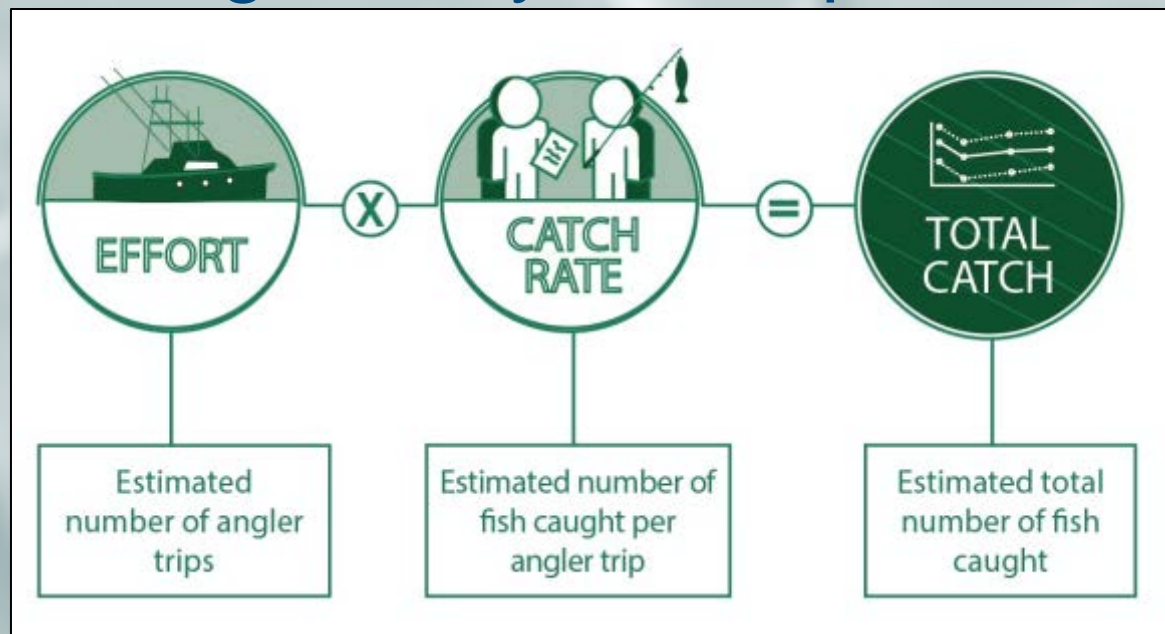 EFFORT
X
CATCH
RATE
=
TOTAL
CATCH
Estimated
number of angler
trips
Estimated number of
fish caught per
angler trip
Estimated total
number of fish
caught